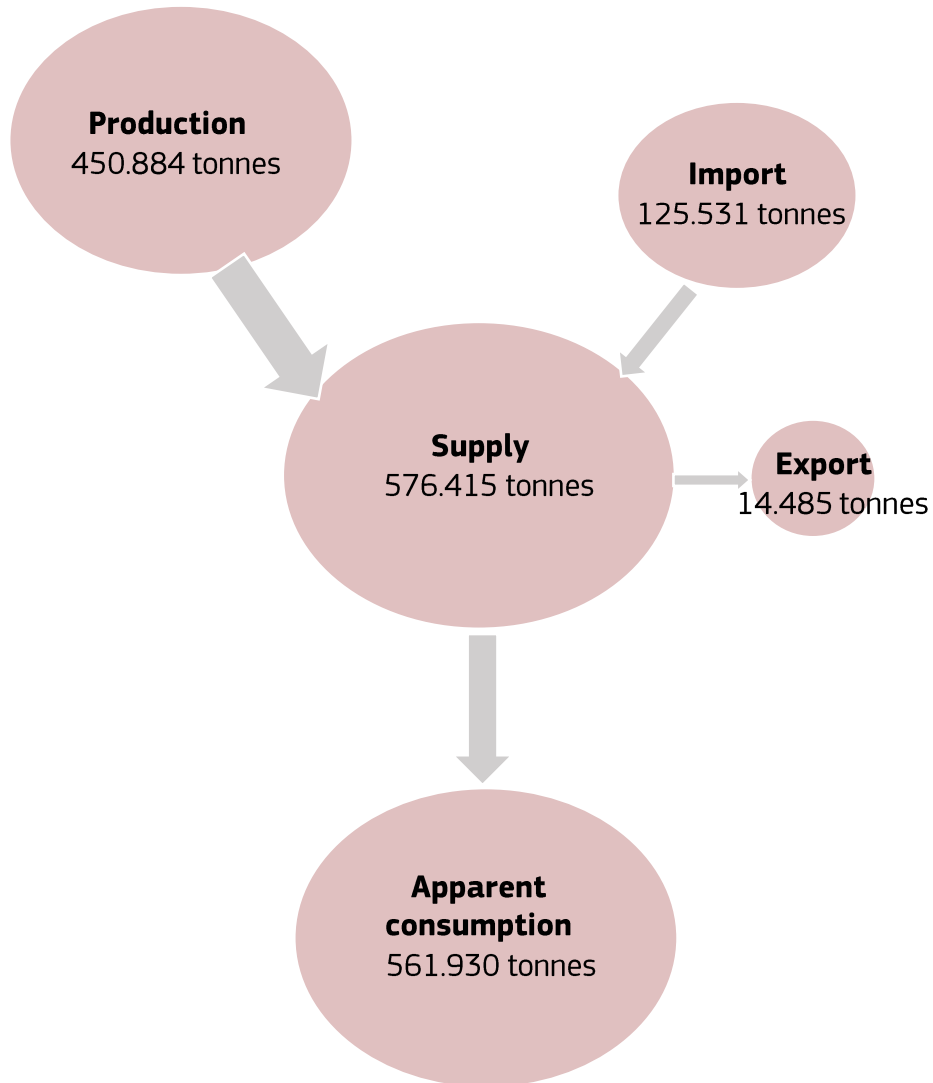 Production
450.884 tonnes
Import
125.531 tonnes
Supply
576.415 tonnes
Export
14.485 tonnes
Apparent
consumption
561.930 tonnes